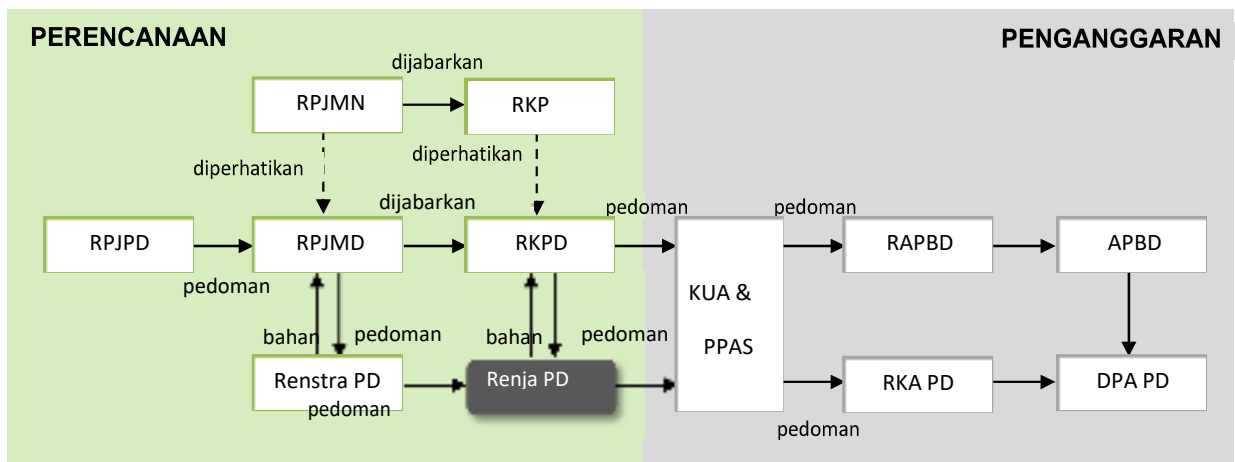 PERENCANAAN
PENGANGGARAN
dijabarkan
RPJMN
RKP
diperhatikan
diperhatikan
dijabarkan
pedoman
pedoman
RPJPD
RPJMD
RKPD
RAPBD
APBD
pedoman
KUA &
PPAS
bahan
pedoman
bahan
pedoman
Renstra PD
Renja PD
RKA PD
DPA PD
pedoman
pedoman